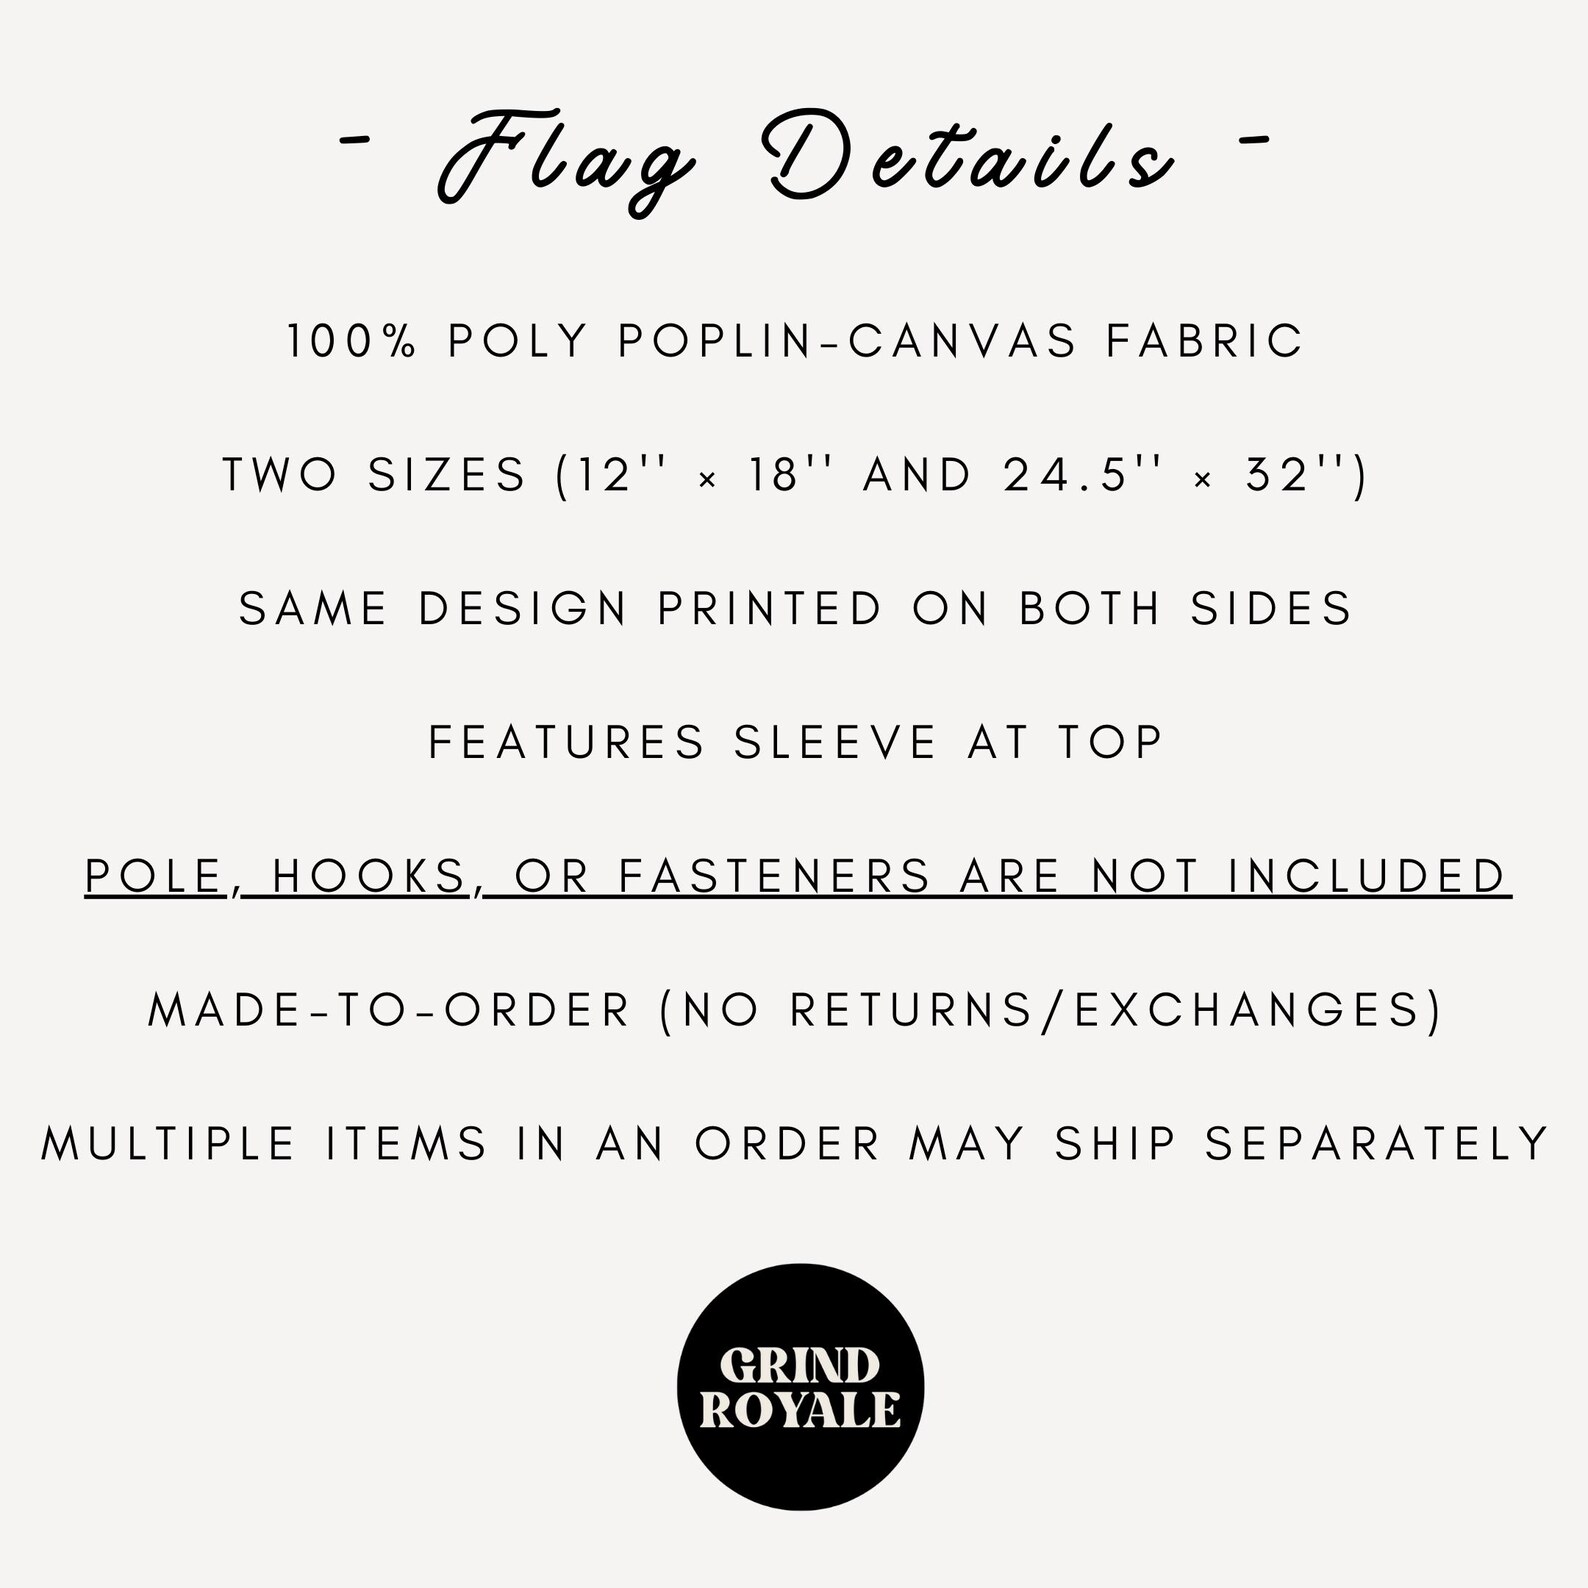 - Flag Details -
100% POLY POPLIN-CANVAS FABRIC
TWO SIZES (12'' × 18'' AND 24.5'' × 32'')
SAME DESIGN PRINTED ON BOTH SIDES
FEATURES SLEEVE AT TOP
POLE, HOOKS, OR FASTENERS ARE NOT INCLUDED
MADE-TO-ORDER (NO RETURNS/EXCHANGES)
MULTIPLE ITEMS IN AN ORDER MAY SHIP SEPARATELY
GRIND
ROYALE